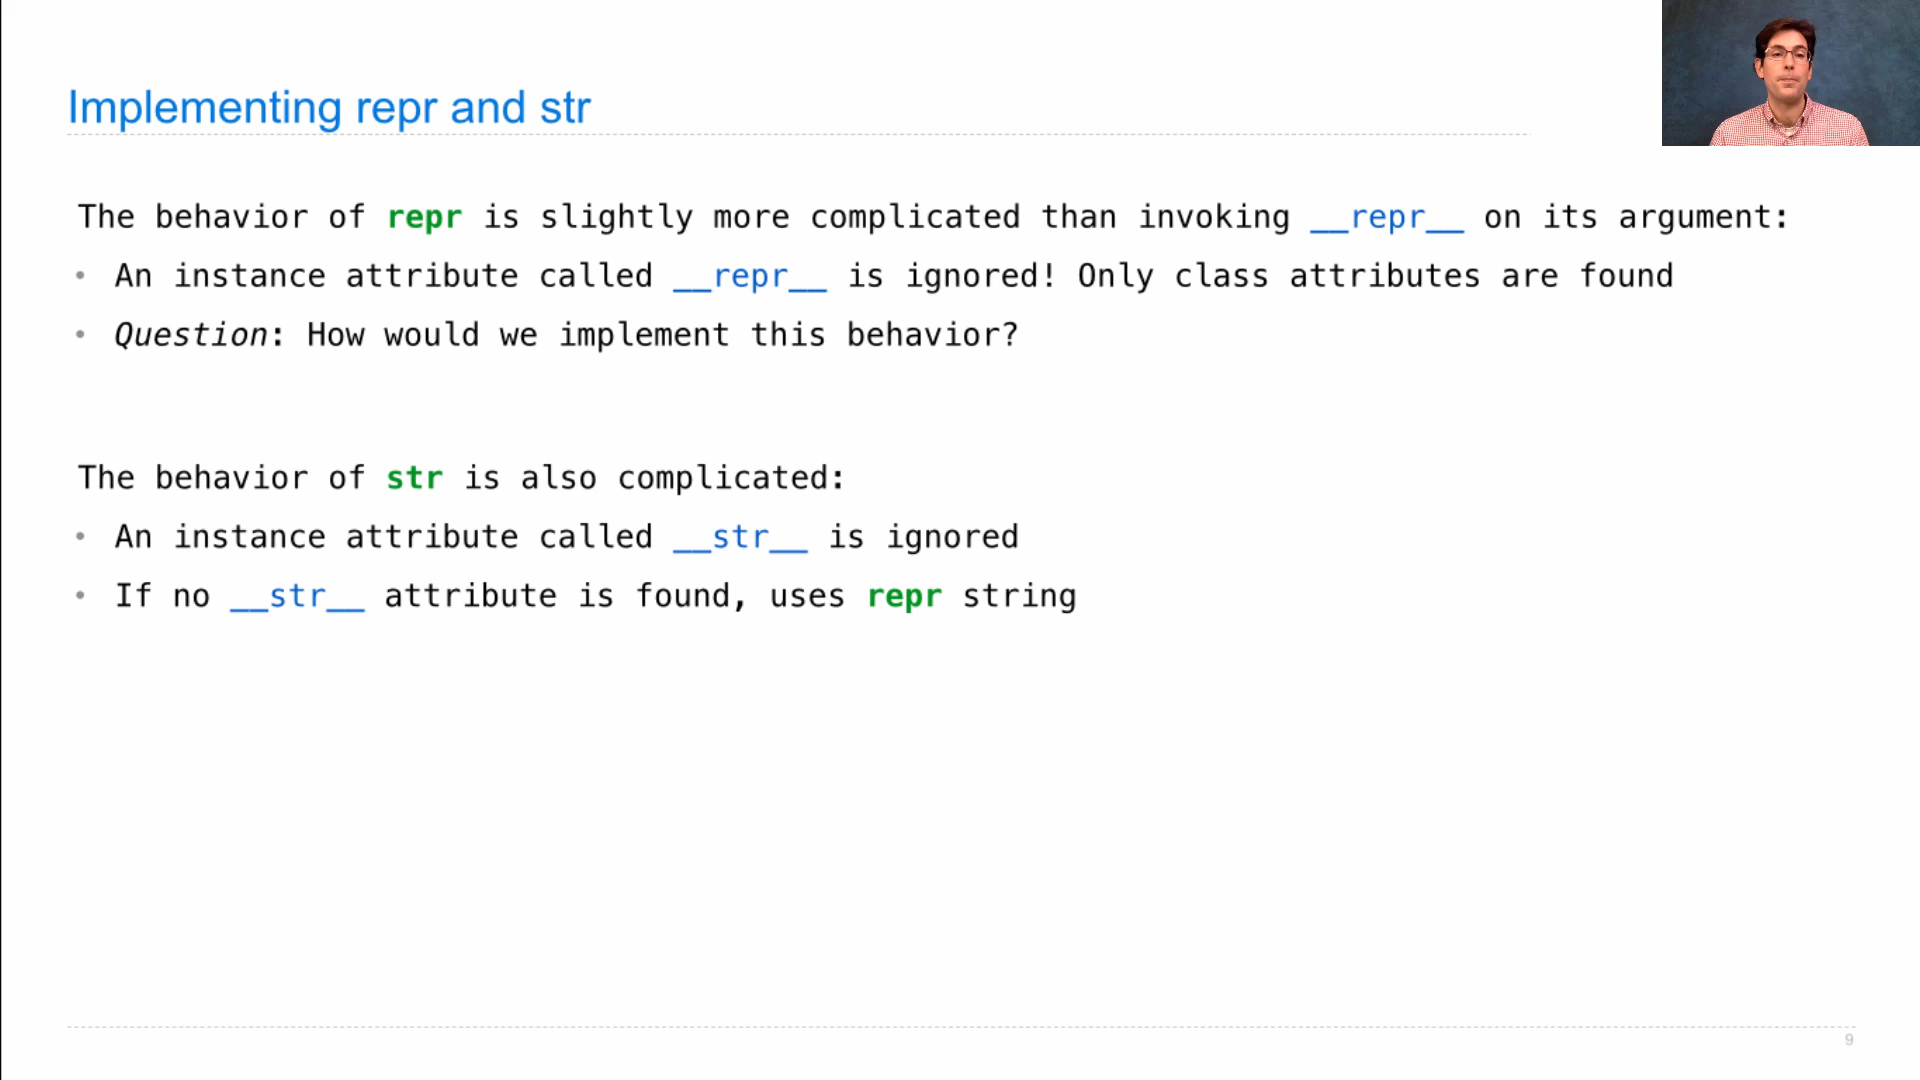 Implementing repr and str
The behavior of repr is slightly more complicated than invoking __repr__ on its argument:
• An instance attribute called __repr__ is ignored! Only class attributes are found
• Question: How would we implement this behavior?
The behavior of str is also complicated:
• An instance attribute called __str__ is ignored
• If no __str__ attribute is found, uses repr string
9